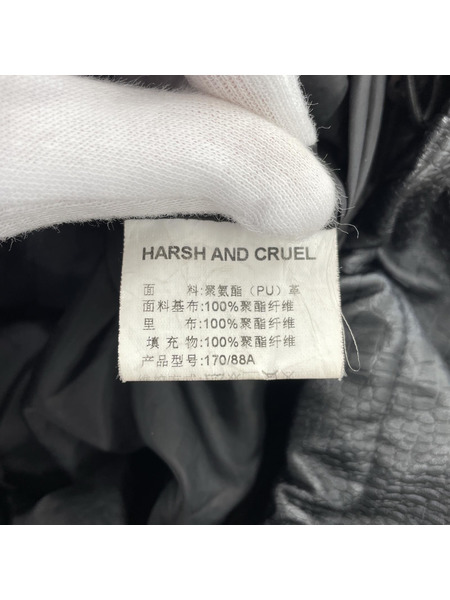 HARSH AND CRUEL
面 料:聚氨酯（PU）革
面料基布:100%聚酯纤维
里 布:100%聚酯纤维
填 充 物:100%聚酯纤维
产品型号:170/88A